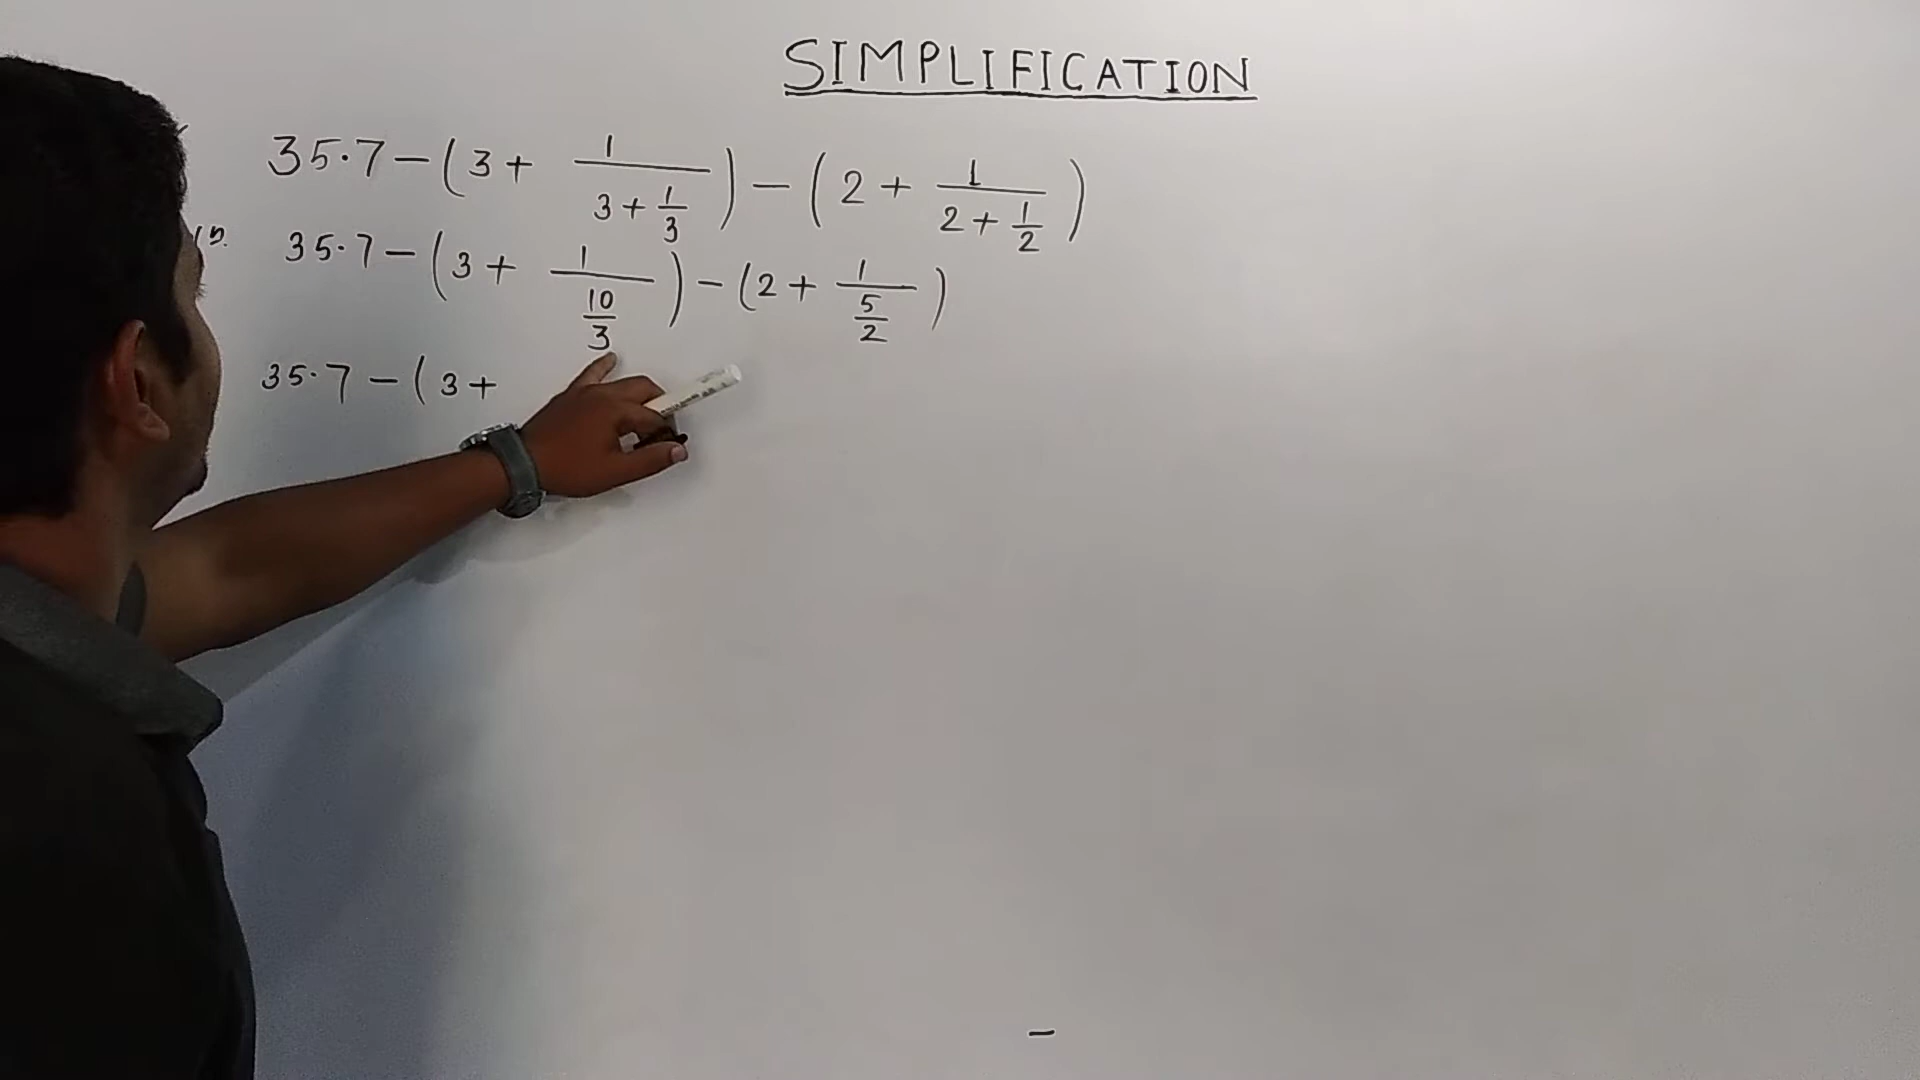 SIMPLIFICATION
35.7 - (3 + 1/(3 + 1/3)) - (2 + 1/(2 + 1/2))
35.7 - (3 + 1/(10/3)) - (2 + 1/(5/2))
35.7 - (3 +